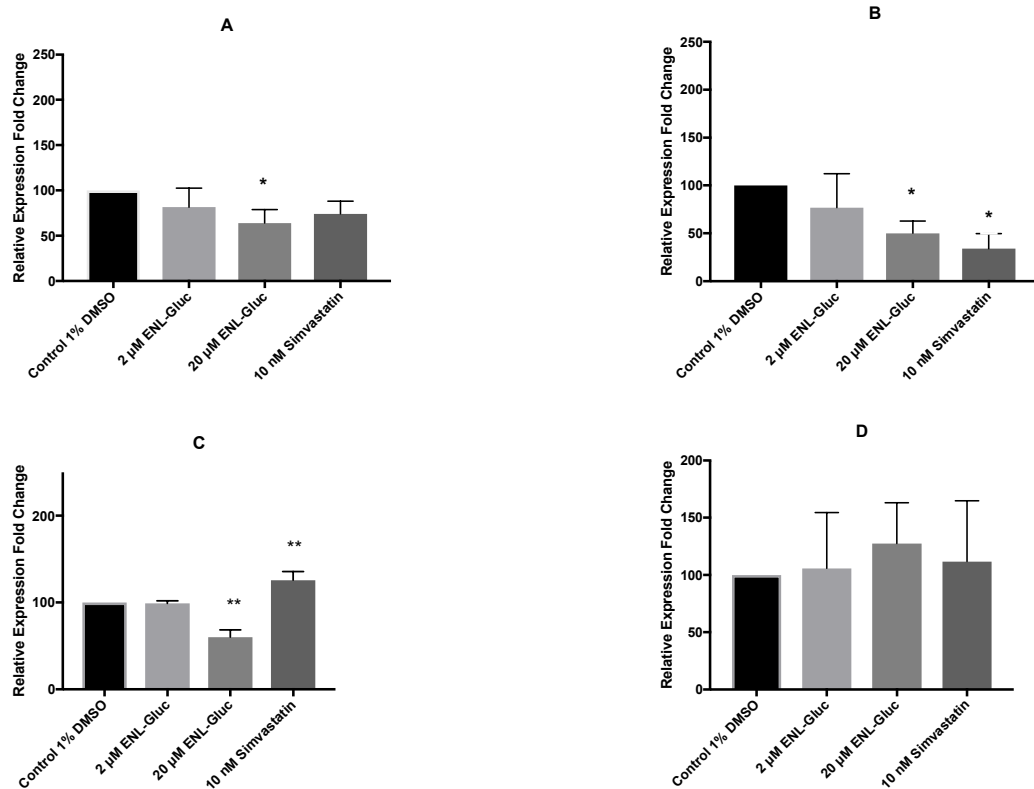 A
Relative Expression Fold Change
250
200
150
100
50
0
*
Control 1% DMSO
2 µM ENL-Gluc
20 µM ENL-Gluc
10 nM Simvastatin
B
Relative Expression Fold Change
250
200
150
100
50
0
*
*
Control 1% DMSO
2 µM ENL-Gluc
20 µM ENL-Gluc
10 nM Simvastatin
C
Relative Expression Fold Change
200
100
0
**
**
Control 1% DMSO
2 µM ENL-Gluc
20 µM ENL-Gluc
10 nM Simvastatin
D
Relative Expression Fold Change
200
150
100
50
0
Control 1% DMSO
2 µM ENL-Gluc
20 µM ENL-Gluc
10 nM Simvastatin